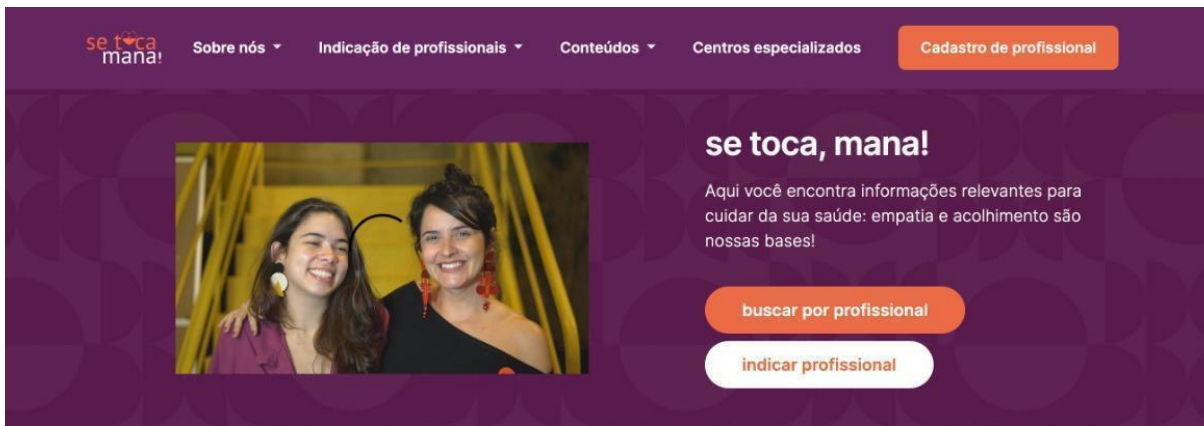 se toca
mana!
Sobre nós
Indicação de profissionais
Conteúdos
Centros especializados
Cadastro de profissional
se toca, mana!
Aqui você encontra informações relevantes para
cuidar da sua saúde: empatia e acolhimento são
nossas bases!
buscar por profissional
indicar profissional